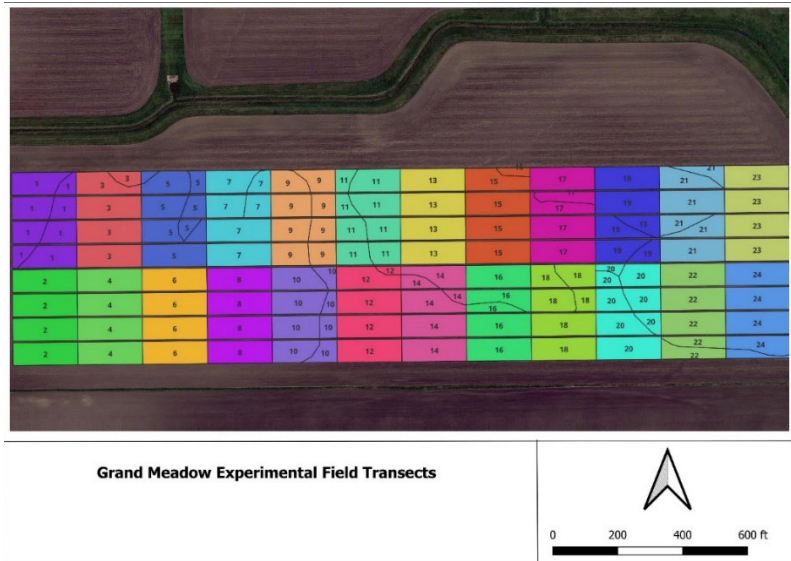 1 1 3 3 5 5 7 7 9 9 11 11 13 15 17 19 21 21 23
1 1 3 5 5 7 7 9 9 11 11 13 15 17 19 21 23
1 1 3 5 5 7 9 9 11 11 13 15 17 19 19 21 21 23
1 1 3 5 7 9 9 11 11 13 15 17 19 19 21 23
2 4 6 8 10 10 12 12 14 14 16 18 18 20 20 20 22 24
2 4 6 8 10 10 12 14 14 16 16 18 18 20 20 22 24
2 4 6 8 10 10 12 14 16 18 20 20 22 24
2 4 6 8 10 10 12 14 16 18 20 22 22 24
Grand Meadow Experimental Field Transects
0 200 400 600 ft